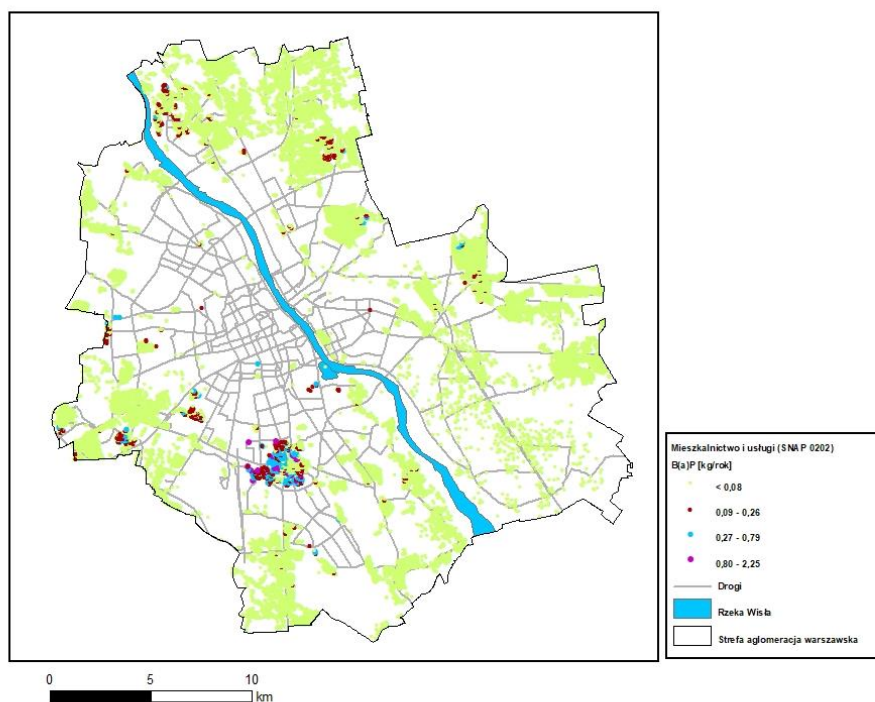 Mieszkalnictwo i usługi (SNAP 0202)
B(a)P [kg/rok]
< 0,08
0,09 - 0,26
0,27 - 0,79
0,80 - 2,25
Drogi
Rzeka Wisła
Strefa aglomeracja warszawska
0 5 10
km